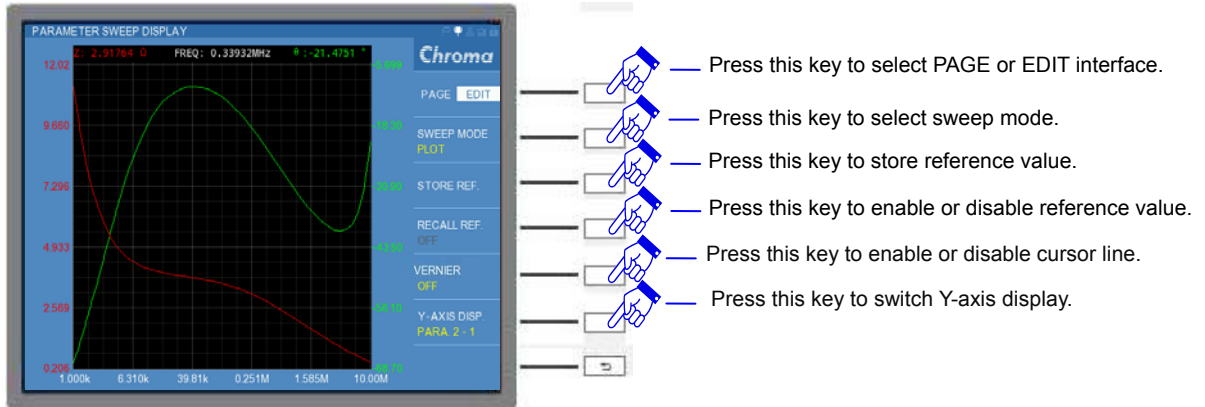 PARAMETER SWEEP DISPLAY
Z: 2.91764 Ω FREQ: 0.33932MHz θ :-21.4751 °
12.02
9.660
7.296
4.933
2.569
0.206
1.000k 6.310k 39.81k 0.251M 1.585M 10.00M
Chroma
PAGE EDIT
SWEEP MODE
PLOT
STORE REF.
RECALL REF.
OFF
VERNIER
OFF
Y-AXIS DISP.
PARA. 2 - 1
Press this key to select PAGE or EDIT interface.
Press this key to select sweep mode.
Press this key to store reference value.
Press this key to enable or disable reference value.
Press this key to enable or disable cursor line.
Press this key to switch Y-axis display.